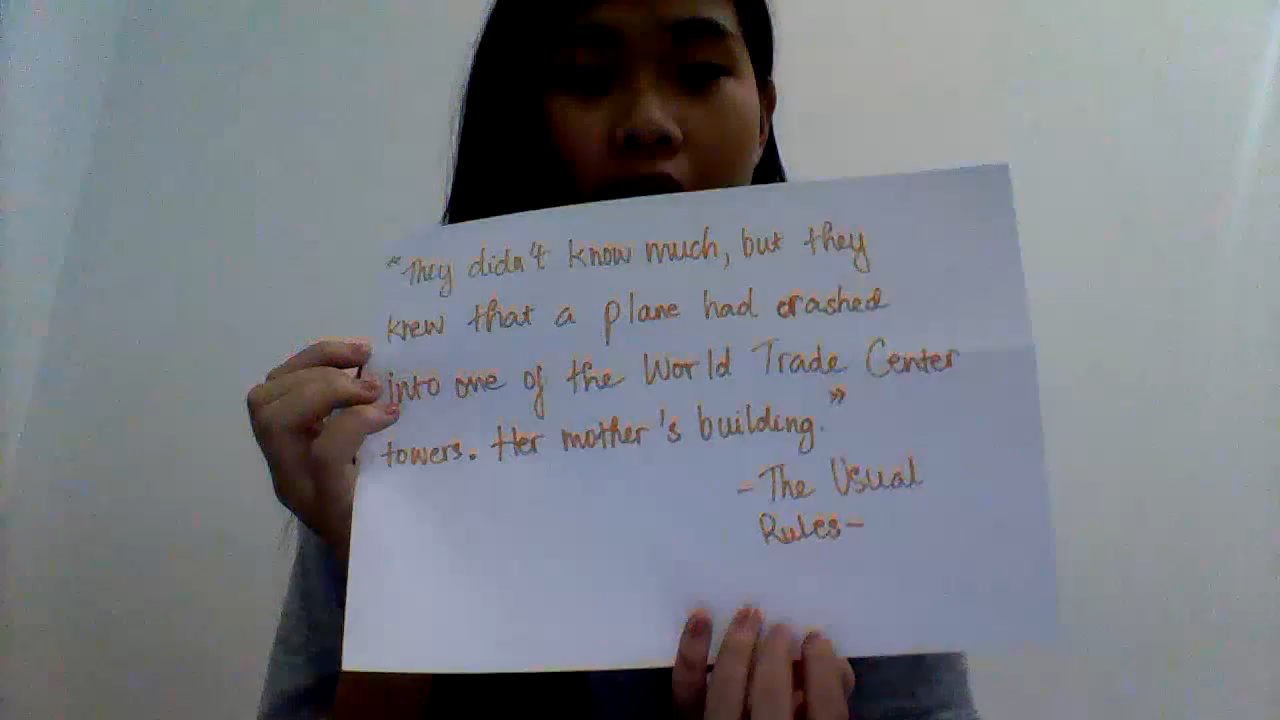 "They didn't know much, but they
knew that a plane had crashed
into one of the World Trade Center
towers. Her mother's building."
-The Usual
Rules-